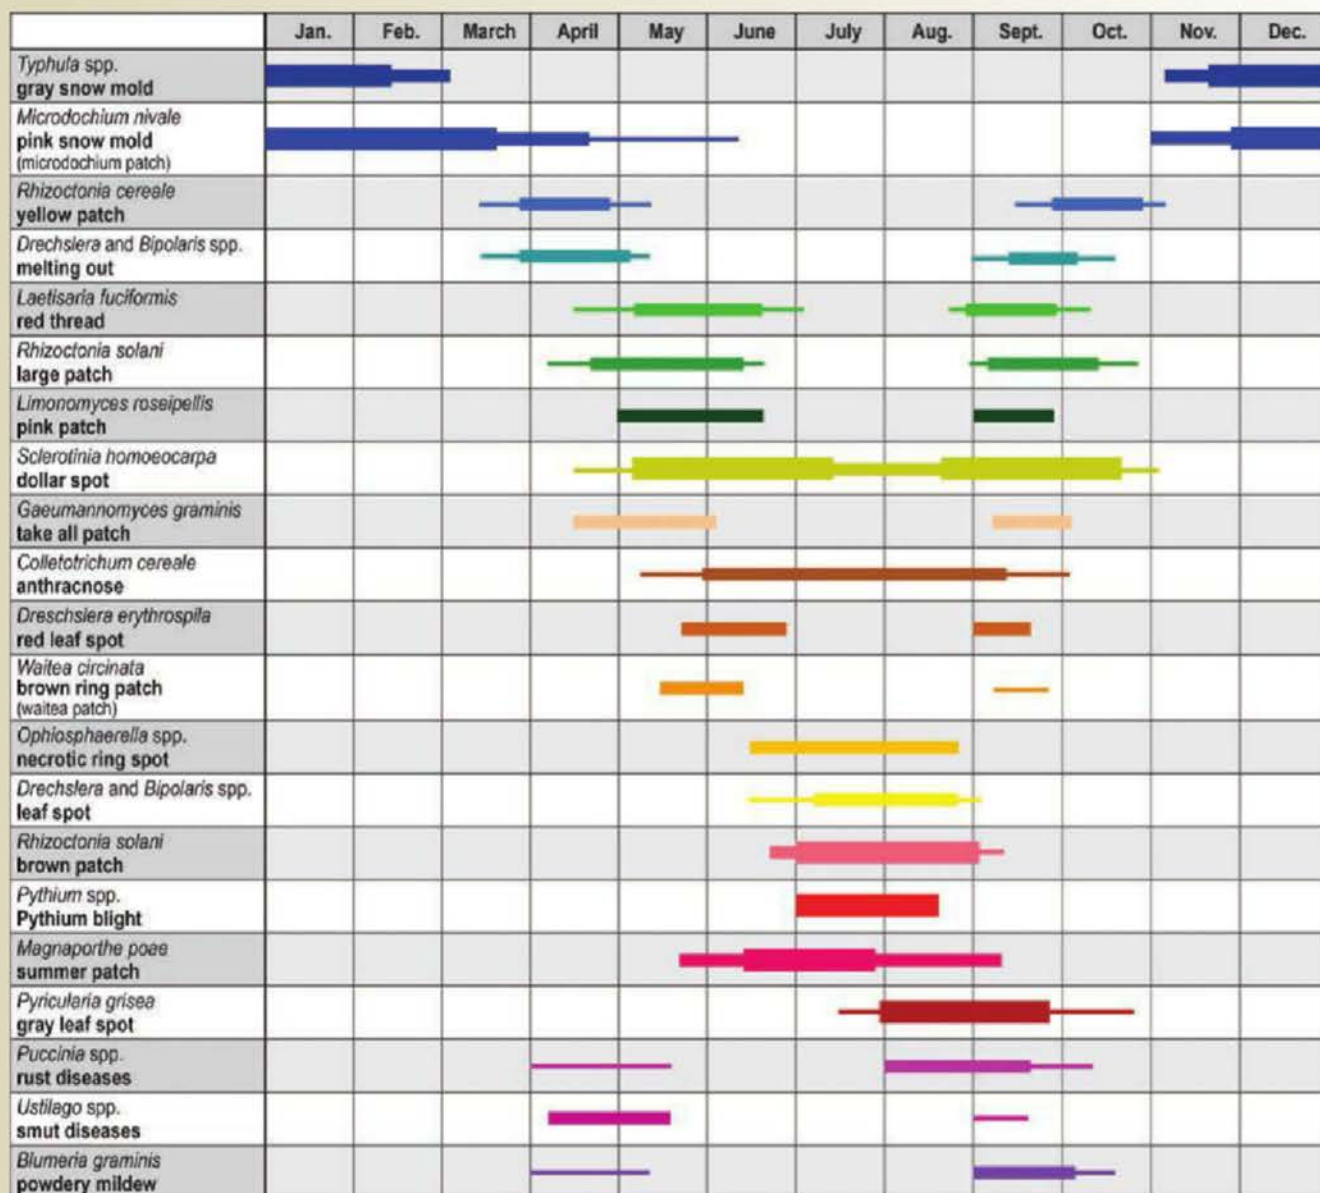 Jan. Feb. March April May June July Aug. Sept. Oct. Nov. Dec.
Typhula spp.
gray snow mold
Microdochium nivale
pink snow mold
(microdochium patch)
Rhizoctonia cereale
yellow patch
Drechslera and Bipolaris spp.
melting out
Laetisaria fuciformis
red thread
Rhizoctonia solani
large patch
Limonomyces roseipellis
pink patch
Sclerotinia homoeocarpa
dollar spot
Gaeumannomyces graminis
take all patch
Colletotrichum cereale
anthracnose
Dreschslera erythrospila
red leaf spot
Waitea circinata
brown ring patch
(waitea patch)
Ophiosphaerella spp.
necrotic ring spot
Drechslera and Bipolaris spp.
leaf spot
Rhizoctonia solani
brown patch
Pythium spp.
Pythium blight
Magnaporthe poae
summer patch
Pyricularia grisea
gray leaf spot
Puccinia spp.
rust diseases
Ustilago spp.
smut diseases
Blumeria graminis
powdery mildew